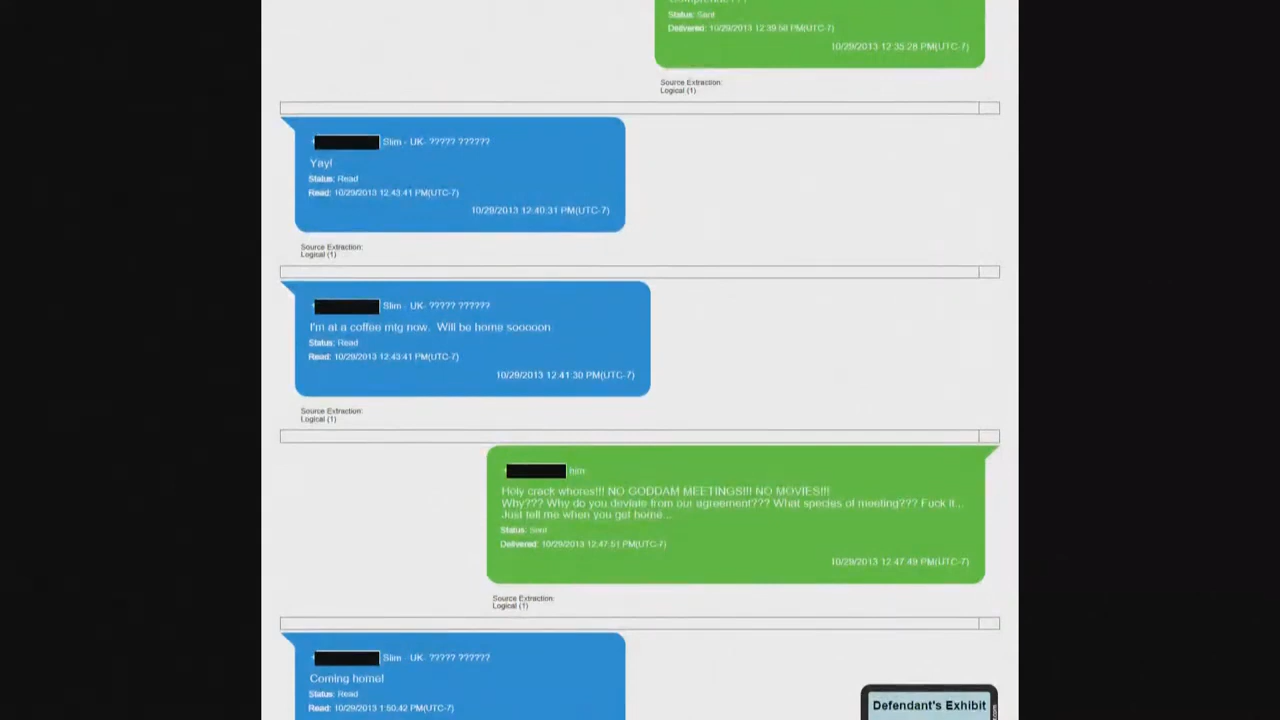 Status: Sent
Delivered: 10/29/2013 12:39:50 PM(UTC-7)
10/29/2013 12:35:28 PM(UTC-7)
Source Extraction:
Logical (1)
Slim - UK- ????? ??????
Yay!
Status: Read
Read: 10/29/2013 12:43:41 PM(UTC-7)
10/29/2013 12:40:31 PM(UTC-7)
Source Extraction:
Logical (1)
Slim - UK- ????? ??????
I'm at a coffee mtg now. Will be home sooooon
Status: Read
Read: 10/29/2013 12:43:41 PM(UTC-7)
10/29/2013 12:41:30 PM(UTC-7)
Source Extraction:
Logical (1)
him
Holy crack whores!!! NO GODDAM MEETINGS!!! NO MOVIES!!!
Why??? Why do you deviate from our agreement??? What species of meeting??? Fuck it...
Just tell me when you get home...
Status: Sent
Delivered: 10/29/2013 12:47:51 PM(UTC-7)
10/29/2013 12:47:49 PM(UTC-7)
Source Extraction:
Logical (1)
Slim - UK- ????? ??????
Coming home!
Status: Read
Read: 10/29/2013 1:50:42 PM(UTC-7)
Defendant's Exhibit